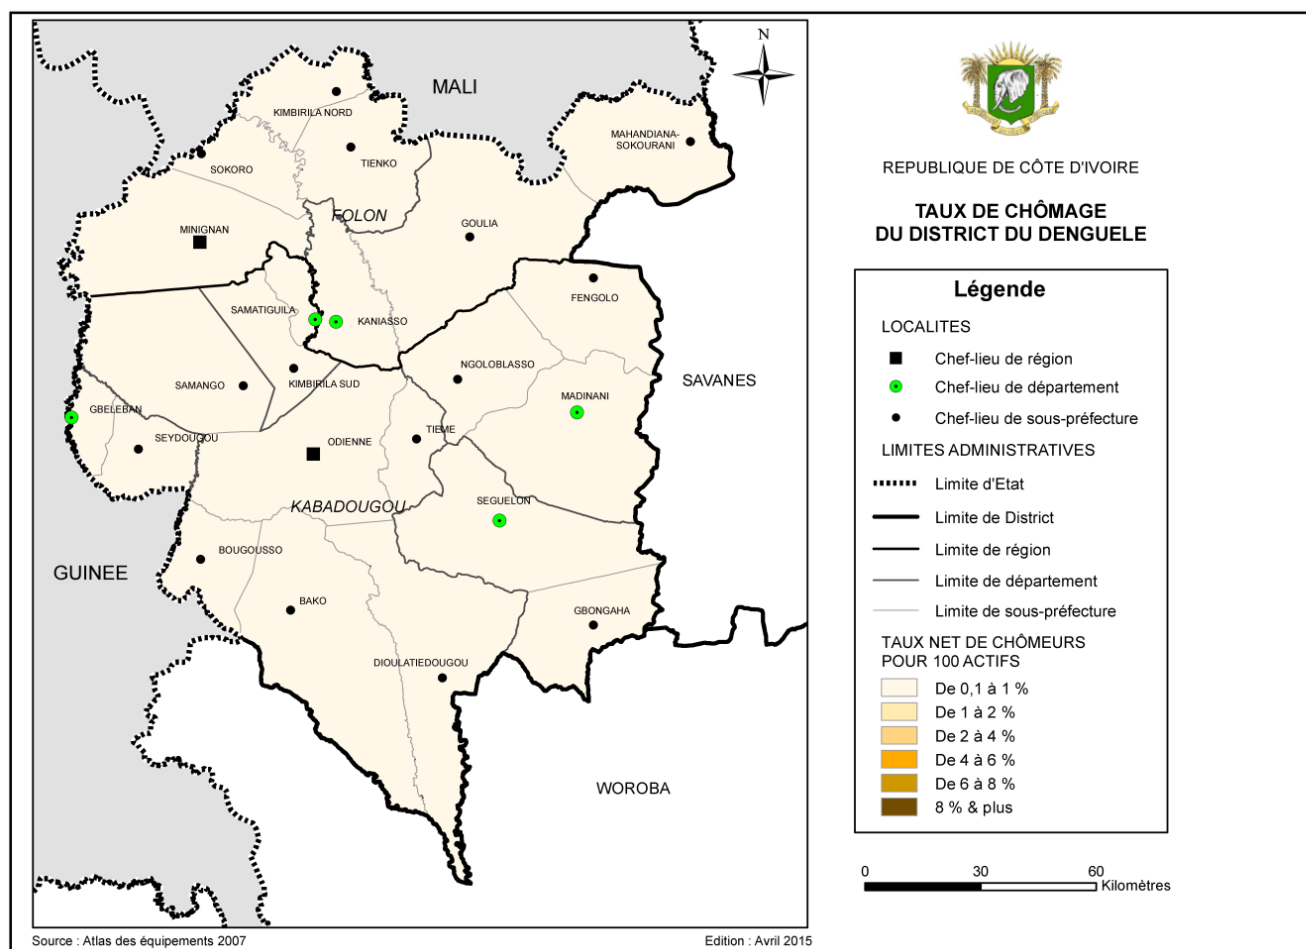 N
MALI
KIMBIRILA NORD
MAHANDIANA-
SOKOURANI
TIENKO
SOKORO
FOLON
GOULIA
MINIGNAN
FENGOLO
SAMATIGUILA
KANIASSO
NGOLOBLASSO
SAVANES
SAMANGO
KIMBIRILA SUD
MADINANI
GBELEBAN
SEYDOUGOU
ODIENNE
TIEME
KABADOUGOU
SEGUELON
BOUGOUSSO
GUINEE
BAKO
GBONGAHA
DIOULATIEDOUGOU
WOROBA
Source : Atlas des équipements 2007
Edition : Avril 2015
REPUBLIQUE DE CÔTE D'IVOIRE
TAUX DE CHÔMAGE
DU DISTRICT DU DENGUELE
Légende
LOCALITES
Chef-lieu de région
Chef-lieu de département
Chef-lieu de sous-préfecture
LIMITES ADMINISTRATIVES
Limite d'Etat
Limite de District
Limite de région
Limite de département
Limite de sous-préfecture
TAUX NET DE CHÔMEURS
POUR 100 ACTIFS
De 0,1 à 1 %
De 1 à 2 %
De 2 à 4 %
De 4 à 6 %
De 6 à 8 %
8 % & plus
0 30 60
Kilomètres